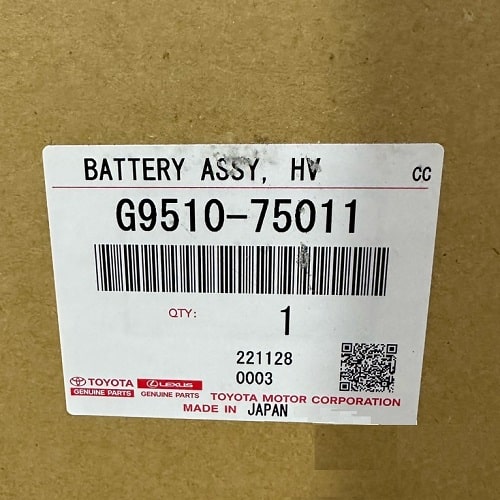 BATTERY ASSY, HV CC
G9510-75011
QTY: 1
221128
0003
TOYOTA LEXUS
GENUINE PARTS GENUINE PARTS
TOYOTA MOTOR CORPORATION
MADE IN JAPAN